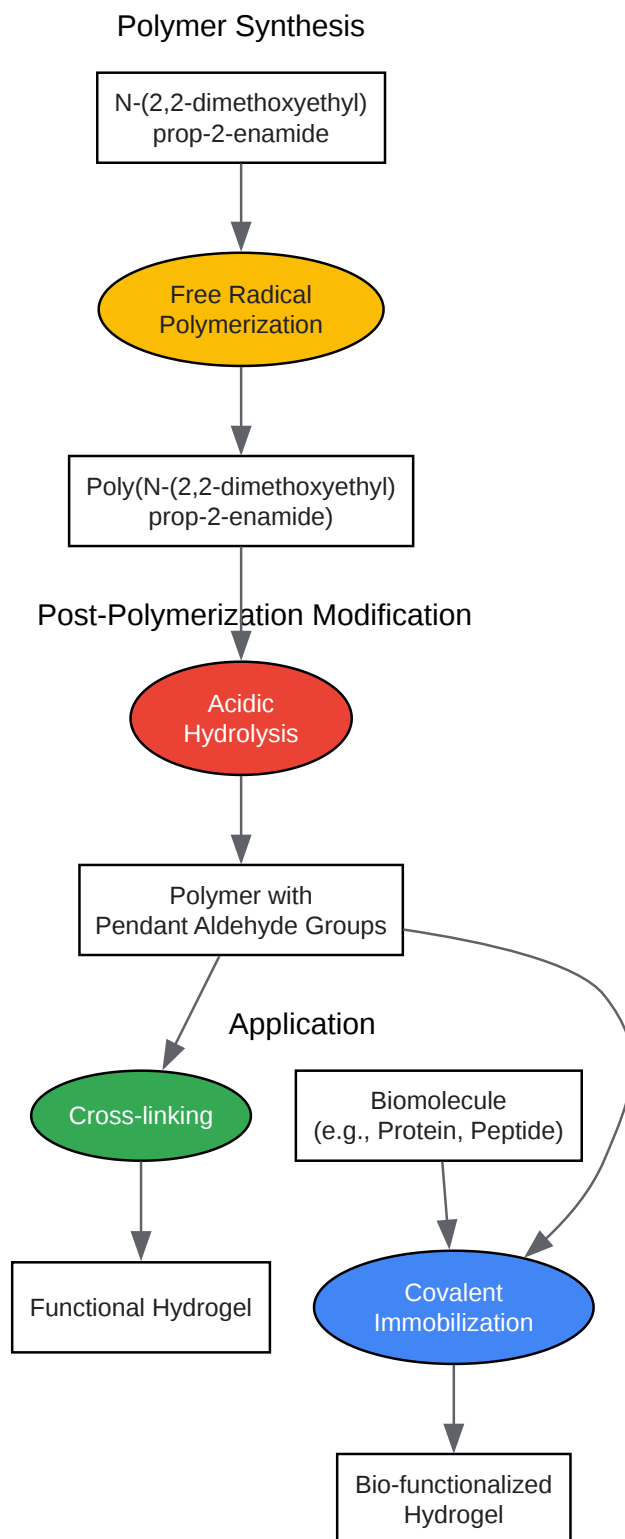 Polymer Synthesis
N-(2,2-dimethoxyethyl)
prop-2-enamide
Free Radical
Polymerization
Poly(N-(2,2-dimethoxyethyl)
prop-2-enamide)
Post-Polymerization Modification
Acidic
Hydrolysis
Polymer with
Pendant Aldehyde Groups
Application
Cross-linking
Biomolecule
(e.g., Protein, Peptide)
Functional Hydrogel
Covalent
Immobilization
Bio-functionalized
Hydrogel